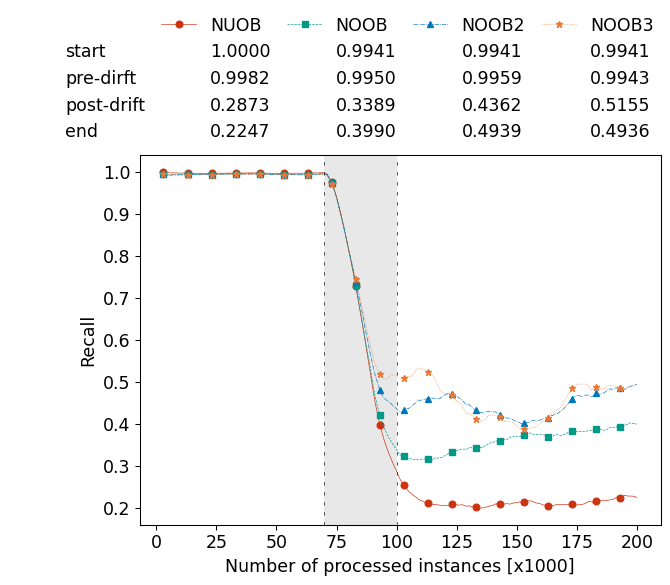 NUOB NOOB NOOB2 NOOB3
start 1.0000 0.9941 0.9941 0.9941
pre-dirft 0.9982 0.9950 0.9959 0.9943
post-drift 0.2873 0.3389 0.4362 0.5155
end 0.2247 0.3990 0.4939 0.4936
1.0
0.9
0.8
0.7
0.6
0.5
0.4
0.3
0.2
Recall
0 25 50 75 100 125 150 175 200
Number of processed instances [x1000]